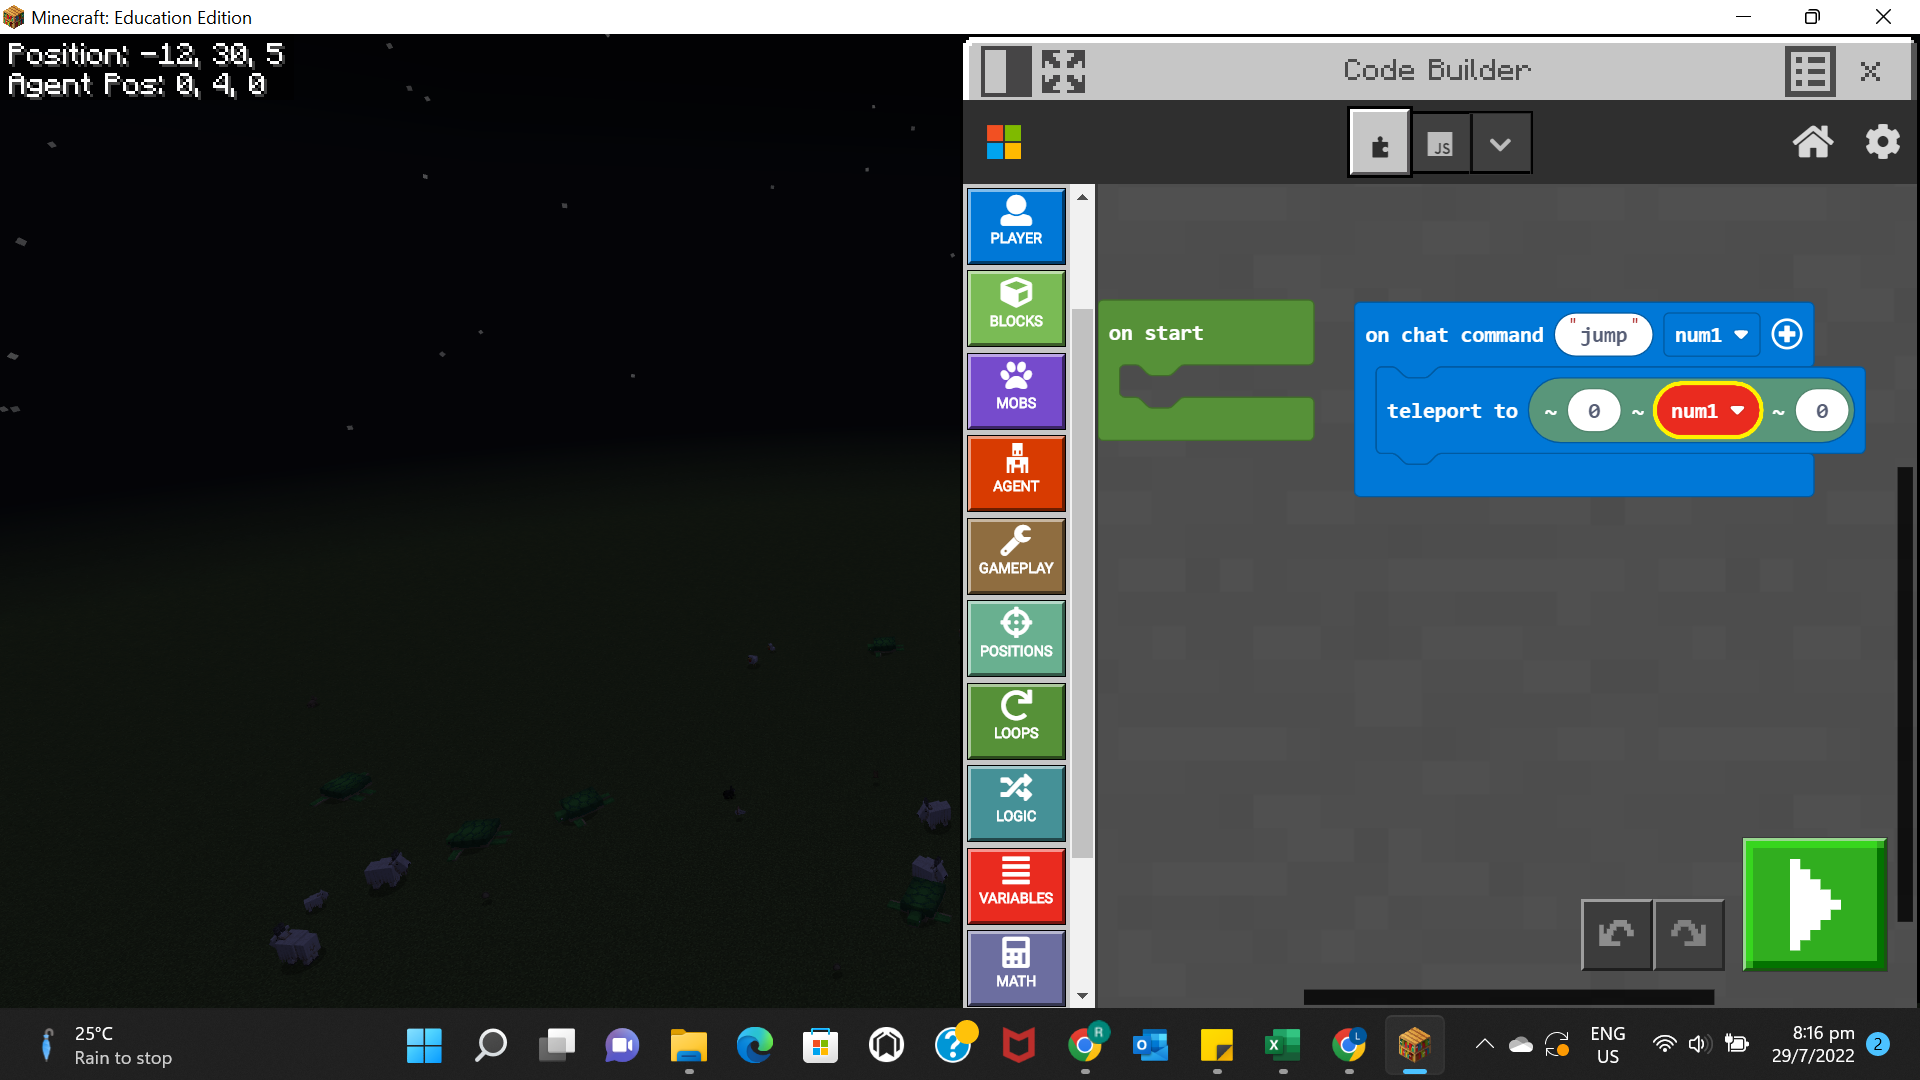 Minecraft: Education Edition
Position: -12, 30, 5
Agent Pos: 0, 4, 0
Code Builder
JS
PLAYER
BLOCKS
MOBS
AGENT
GAMEPLAY
POSITIONS
LOOPS
LOGIC
VARIABLES
MATH
on start
on chat command "jump" num1
teleport to ~ 0 ~ num1 ~ 0
25°C
Rain to stop
R
L
ENG
US
8:16 pm
29/7/2022
2